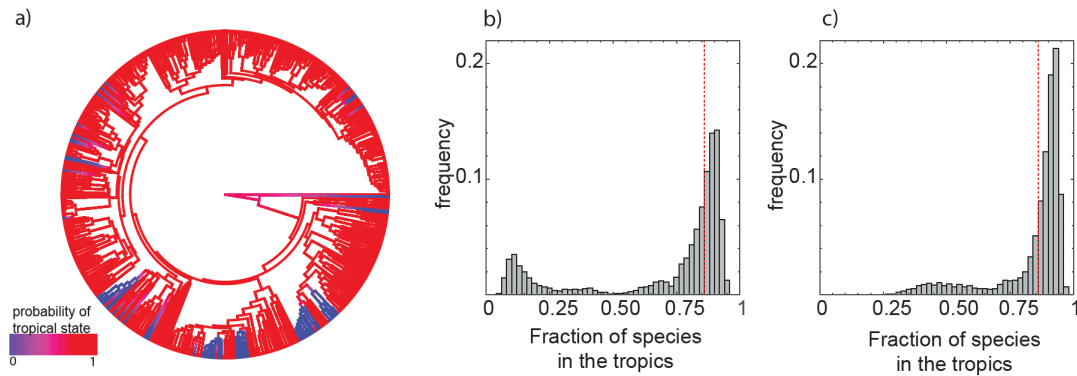 a)
probability of
tropical state
0 1
b)
frequency
0.2
0.1
0 0.25 0.50 0.75 1
Fraction of species
in the tropics
c)
frequency
0.2
0.1
0 0.25 0.50 0.75 1
Fraction of species
in the tropics